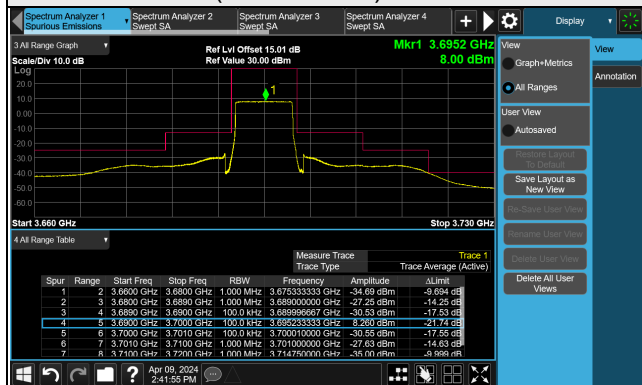 Spectrum Analyzer 1
Spurious Emissions
Spectrum Analyzer 2
Swept SA
Spectrum Analyzer 3
Swept SA
Spectrum Analyzer 4
Swept SA
Display
3 All Range Graph
Ref Lvl Offset 15.01 dB
Mkr1 3.6952 GHz
Scale/Div 10.0 dB
Ref Value 30.00 dBm
8.00 dBm
Log
20.0
10.0
0.00
-10.0
-20.0
-30.0
-40.0
-50.0
-60.0
1
Start 3.660 GHz
Stop 3.730 GHz
4 All Range Table
Measure Trace Trace 1
Trace Type Trace Average (Active)
Spur Range Start Freq Stop Freq RBW Frequency Amplitude ΔLimit
1 2 3.6600 GHz 3.6800 GHz 1.000 MHz 3.675333333 GHz -34.69 dBm -9.694 dB
2 3 3.6800 GHz 3.6890 GHz 1.000 MHz 3.689000000 GHz -27.25 dBm -14.25 dB
3 4 3.6890 GHz 3.6900 GHz 100.0 kHz 3.689996667 GHz -30.53 dBm -17.53 dB
4 5 3.6900 GHz 3.7000 GHz 100.0 kHz 3.695233333 GHz 8.260 dBm -21.74 dB
5 6 3.7000 GHz 3.7010 GHz 100.0 kHz 3.700010000 GHz -30.55 dBm -17.55 dB
6 7 3.7010 GHz 3.7100 GHz 1.000 MHz 3.701000000 GHz -27.63 dBm -14.63 dB
7 8 3.7100 GHz 3.7200 GHz 1.000 MHz 3.714750000 GHz -35.00 dBm -9.999 dB
View
Graph+Metrics
All Ranges
User View
Autosaved
Restore Layout
To Default
Save Layout as
New View
Re-Save User View
Rename User View
Delete User View
Delete All User
Views
View
Annotation
?
Apr 09, 2024
2:41:55 PM